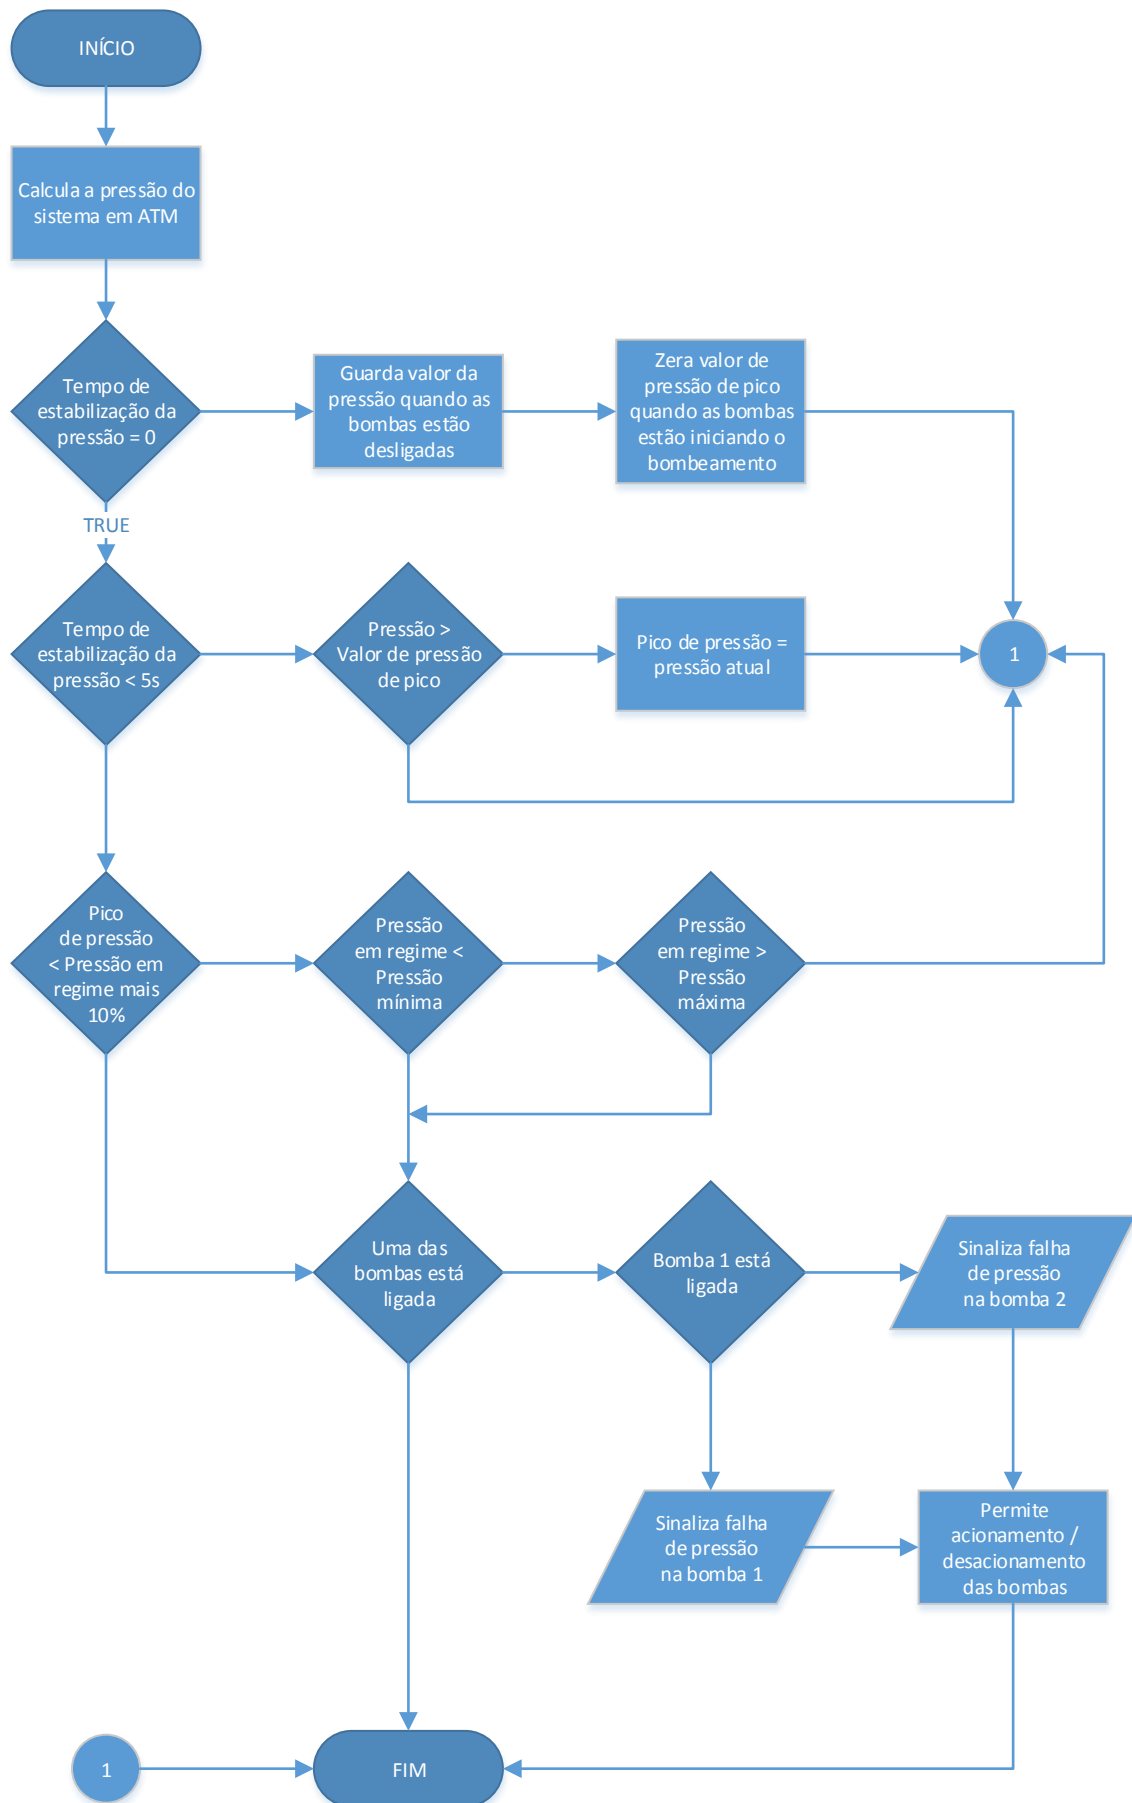 INÍCIO
Calcula a pressão do
sistema em ATM
Tempo de
estabilização da
pressão = 0
Guarda valor da
pressão quando as
bombas estão
desligadas
Zera valor de
pressão de pico
quando as bombas
estão iniciando o
bombeamento
TRUE
Tempo de
estabilização da
pressão < 5s
Pressão >
Valor de pressão
de pico
Pico de pressão =
pressão atual
1
Pico
de pressão
< Pressão em
regime mais
10%
Pressão
em regime <
Pressão
mínima
Pressão
em regime >
Pressão
máxima
Uma das
bombas está
ligada
Bomba 1 está
ligada
Sinaliza falha
de pressão
na bomba 2
Sinaliza falha
de pressão
na bomba 1
Permite
acionamento /
desacionamento
das bombas
1
FIM